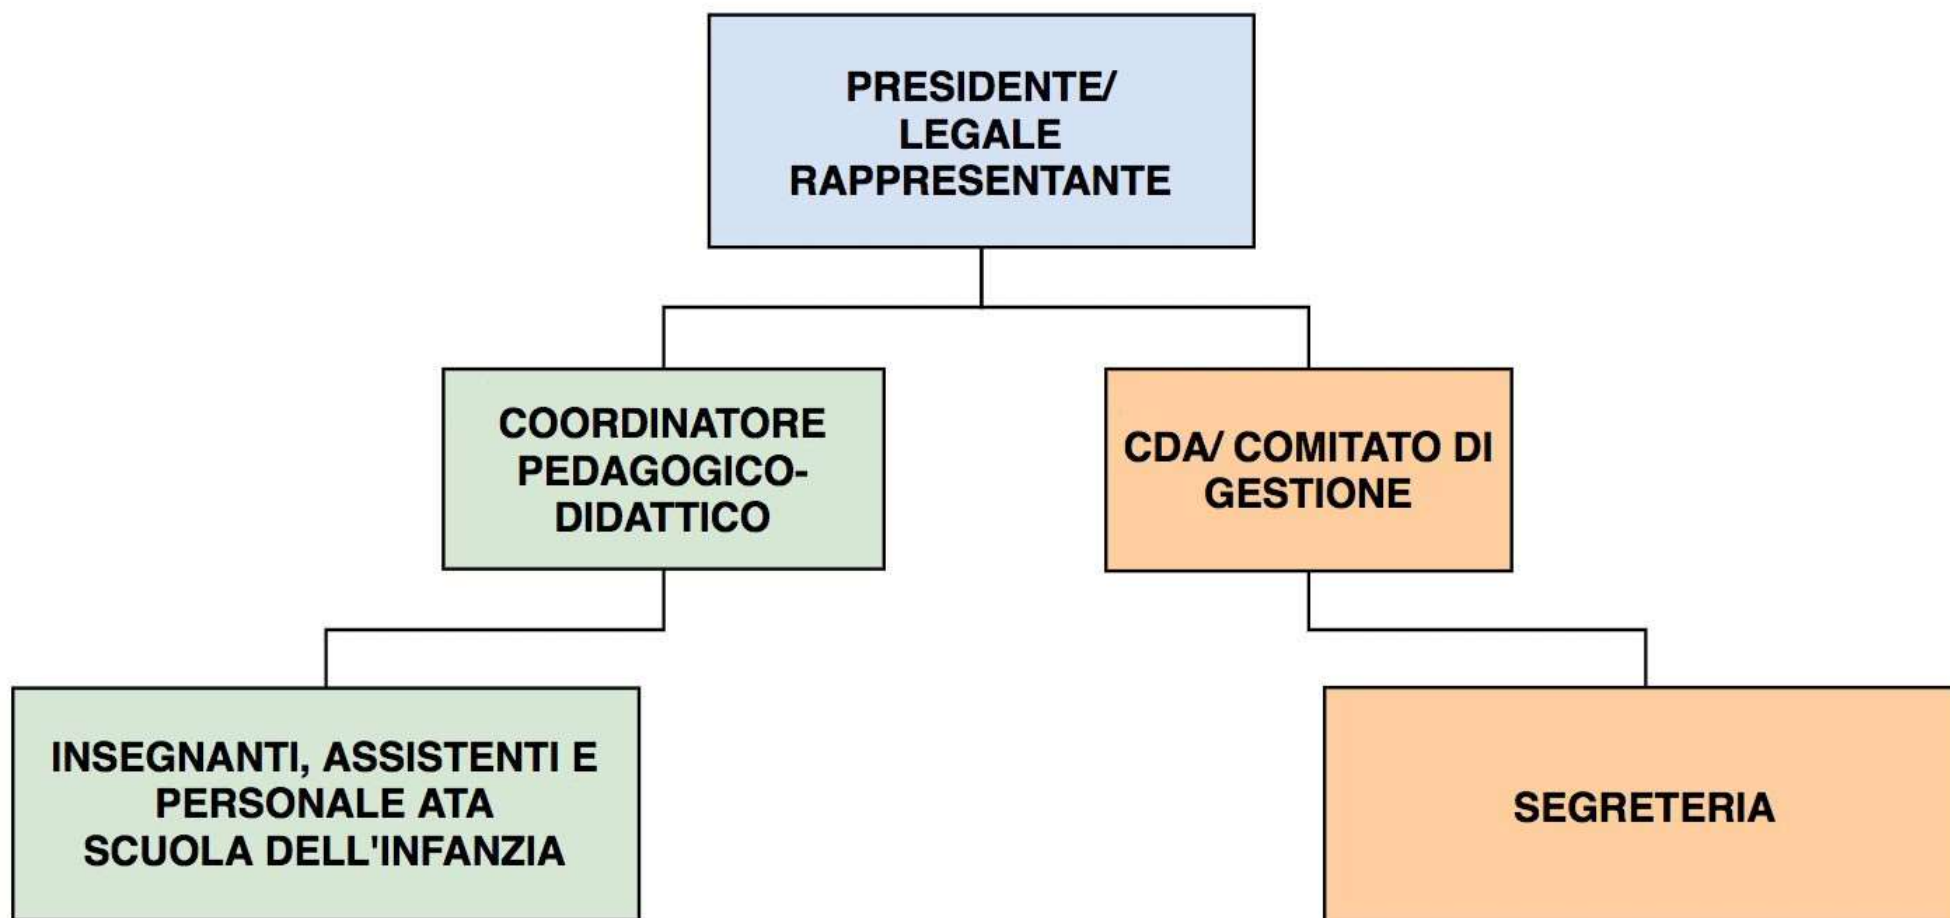 PRESIDENTE/
LEGALE
RAPPRESENTANTE
COORDINATORE
PEDAGOGICO-
DIDATTICO
CDA/ COMITATO DI
GESTIONE
INSEGNANTI, ASSISTENTI E
PERSONALE ATA
SCUOLA DELL'INFANZIA
SEGRETERIA